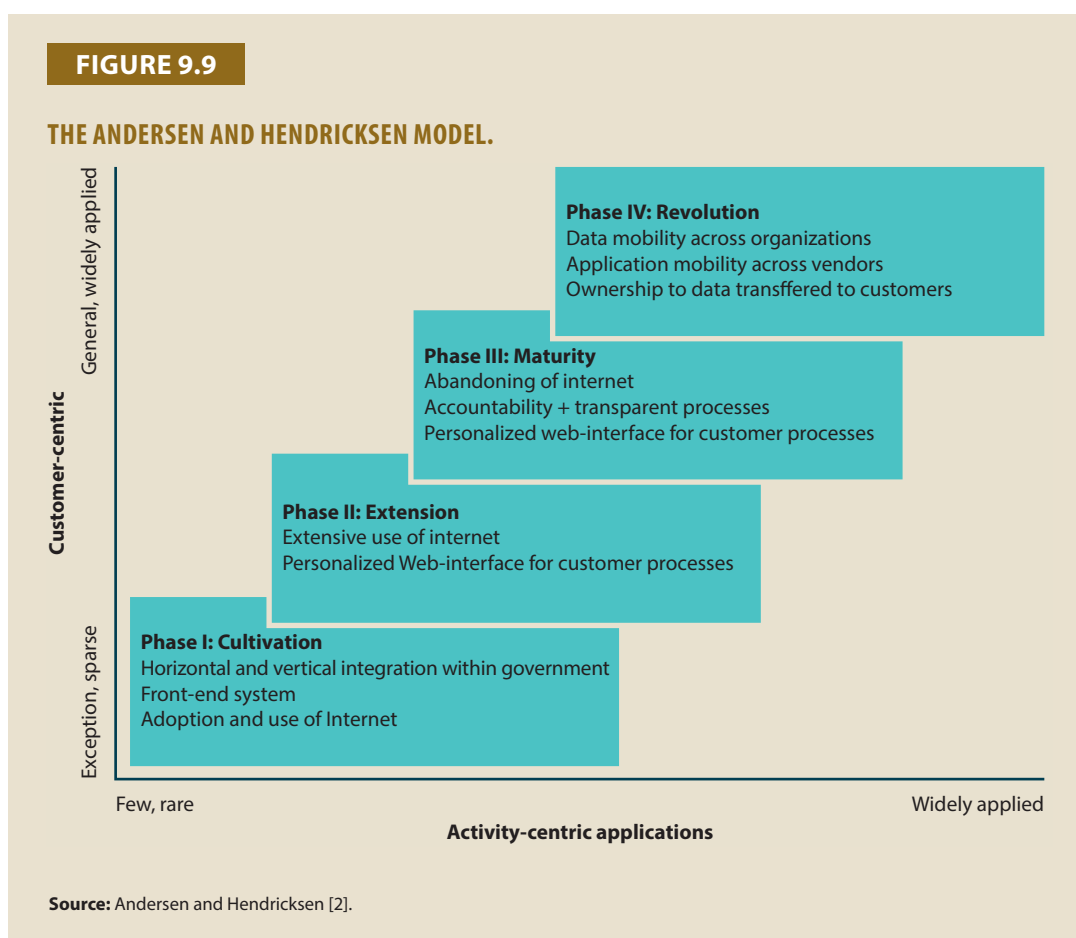 FIGURE 9.9
THE ANDERSEN AND HENDRICKSEN MODEL.
General, widely applied
Customer-centric
Exception, sparse
Phase IV: Revolution
Data mobility across organizations
Application mobility across vendors
Ownership to data transffered to customers
Phase III: Maturity
Abandoning of internet
Accountability + transparent processes
Personalized web-interface for customer processes
Phase II: Extension
Extensive use of internet
Personalized Web-interface for customer processes
Phase I: Cultivation
Horizontal and vertical integration within government
Front-end system
Adoption and use of Internet
Few, rare
Widely applied
Activity-centric applications
Source: Andersen and Hendricksen [2].